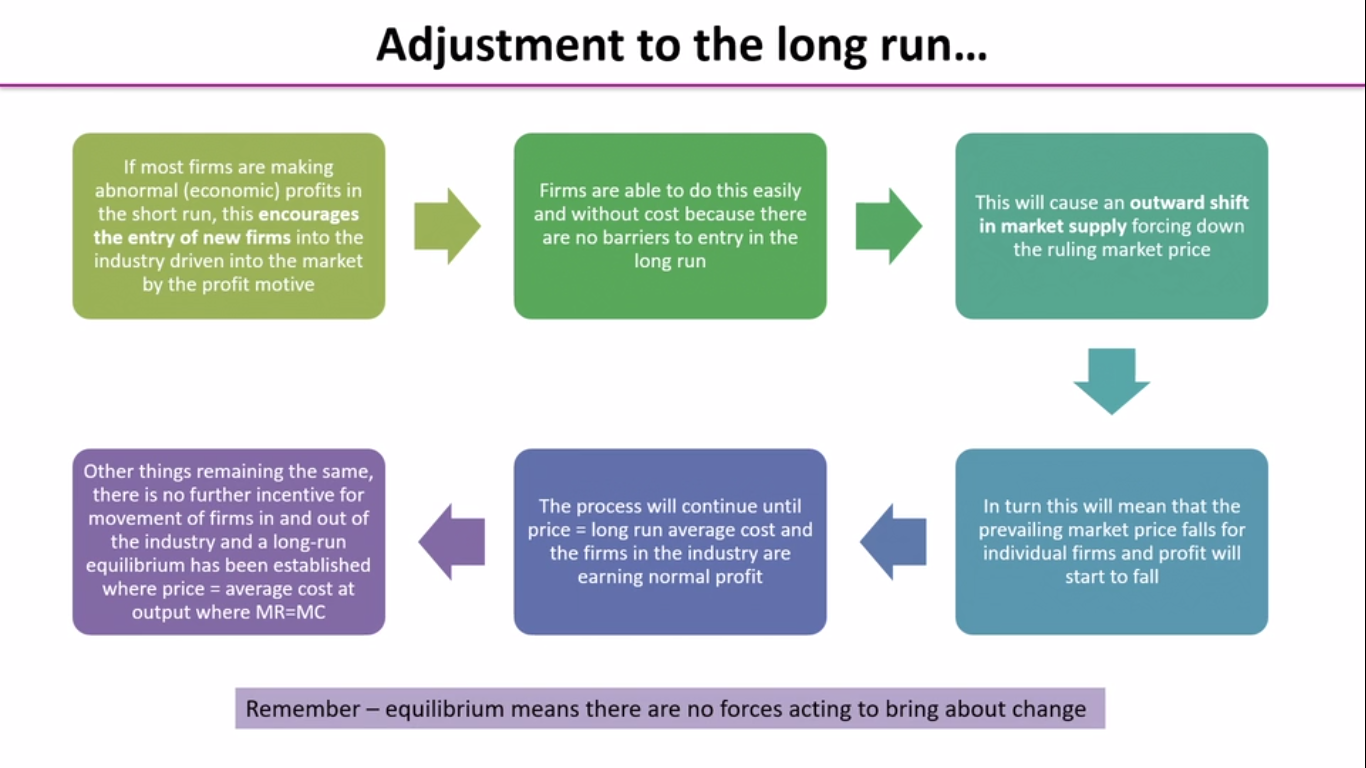 Adjustment to the long run…
If most firms are making
abnormal (economic) profits in
the short run, this encourages
the entry of new firms into the
industry driven into the market
by the profit motive
Firms are able to do this easily
and without cost because there
are no barriers to entry in the
long run
This will cause an outward shift
in market supply forcing down
the ruling market price
In turn this will mean that the
prevailing market price falls for
individual firms and profit will
start to fall
The process will continue until
price = long run average cost and
the firms in the industry are
earning normal profit
Other things remaining the same,
there is no further incentive for
movement of firms in and out of
the industry and a long-run
equilibrium has been established
where price = average cost at
output where MR=MC
Remember – equilibrium means there are no forces acting to bring about change